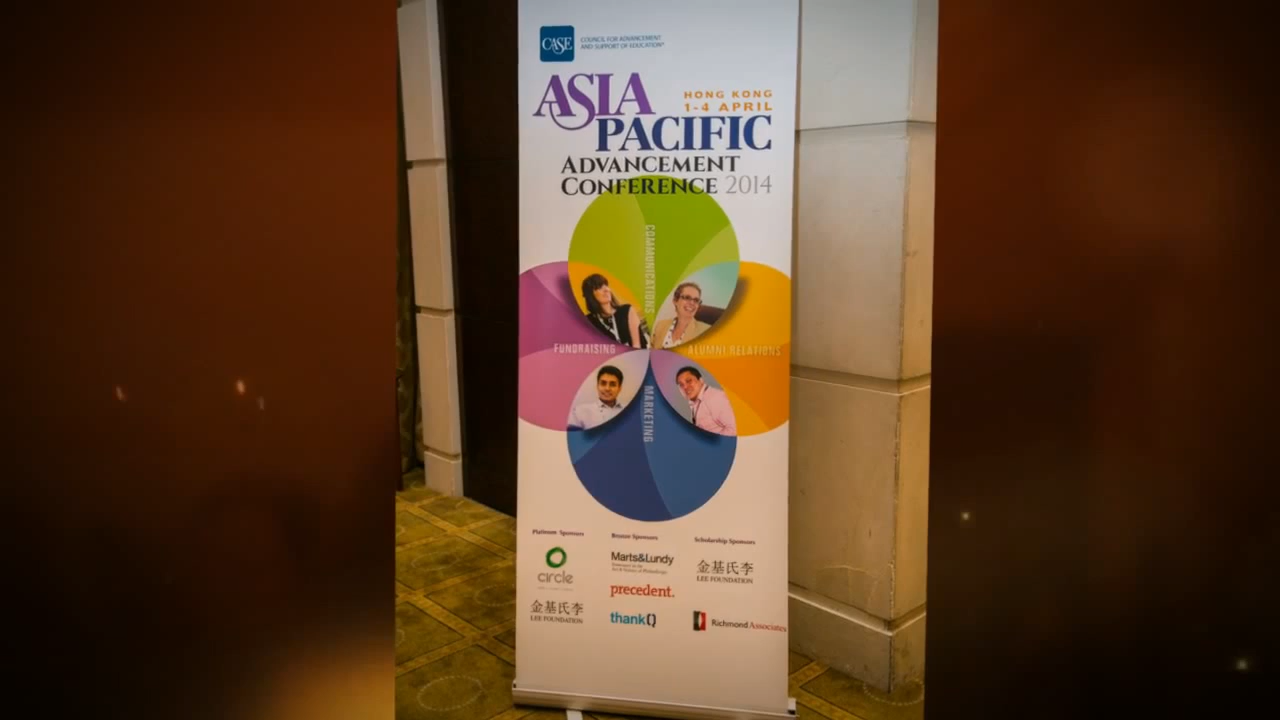 CASE
COUNCIL FOR ADVANCEMENT
AND SUPPORT OF EDUCATION®
ASIA
HONG KONG
1-4 APRIL
PACIFIC
ADVANCEMENT
CONFERENCE 2014
COMMUNICATIONS
FUNDRAISING
ALUMNI RELATIONS
MARKETING
Platinum Sponsors
circle
金基氏李
LEE FOUNDATION
Bronze Sponsors
Marts&Lundy
precedent.
thankQ
Scholarship Sponsors
金基氏李
LEE FOUNDATION
Richmond Associates